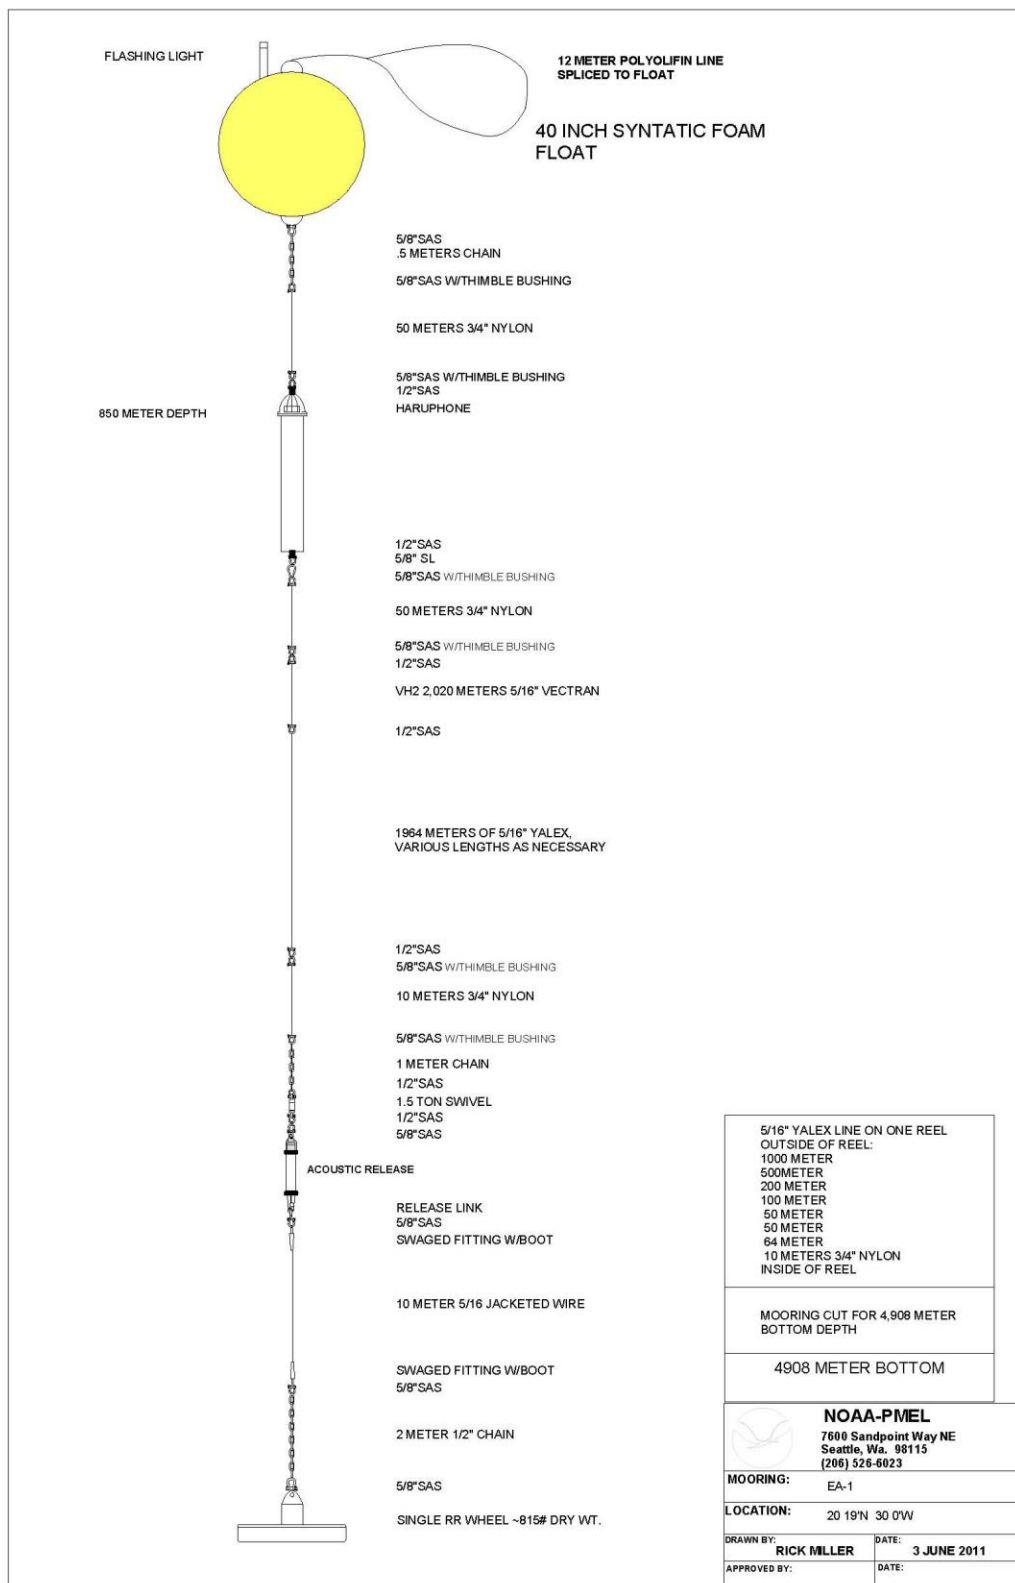 FLASHING LIGHT
12 METER POLYOLIFIN LINE
SPLICED TO FLOAT
40 INCH SYNTATIC FOAM
FLOAT
5/8"SAS
.5 METERS CHAIN
5/8"SAS W/THIMBLE BUSHING
50 METERS 3/4" NYLON
5/8"SAS W/THIMBLE BUSHING
1/2"SAS
850 METER DEPTH
HARUPHONE
1/2"SAS
5/8" SL
5/8"SAS W/THIMBLE BUSHING
50 METERS 3/4" NYLON
5/8"SAS W/THIMBLE BUSHING
1/2"SAS
VH2 2,020 METERS 5/16" VECTRAN
1/2"SAS
1964 METERS OF 5/16" YALEX,
VARIOUS LENGTHS AS NECESSARY
1/2"SAS
5/8"SAS W/THIMBLE BUSHING
10 METERS 3/4" NYLON
5/8"SAS W/THIMBLE BUSHING
1 METER CHAIN
1/2"SAS
1.5 TON SWIVEL
1/2"SAS
5/8"SAS
ACOUSTIC RELEASE
RELEASE LINK
5/8"SAS
SWAGED FITTING W/BOOT
10 METER 5/16 JACKETED WIRE
SWAGED FITTING W/BOOT
5/8"SAS
2 METER 1/2" CHAIN
5/8"SAS
SINGLE RR WHEEL ~815# DRY WT.
5/16" YALEX LINE ON ONE REEL
OUTSIDE OF REEL:
1000 METER
500METER
200 METER
100 METER
50 METER
50 METER
64 METER
10 METERS 3/4" NYLON
INSIDE OF REEL
MOORING CUT FOR 4,908 METER
BOTTOM DEPTH
4908 METER BOTTOM
NOAA-PMEL
7600 Sandpoint Way NE
Seattle, Wa. 98115
(206) 526-6023
MOORING: EA-1
LOCATION: 20 19'N 30 0'W
DRAWN BY: RICK MILLER
DATE: 3 JUNE 2011
APPROVED BY:
DATE: